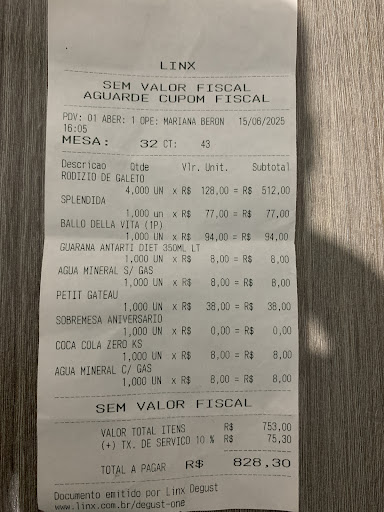 LINX
SEM VALOR FISCAL
AGUARDE CUPOM FISCAL
PDV: 01 ABER: 1 OPE: MARIANA BERON 15/06/2025
16:05
MESA: 32 CT: 43
Descricao Qtde Vlr. Unit. Subtotal
RODIZIO DE GALETO
4,000 UN x R$ 128,00 = R$ 512,00
SPLENDIDA
1,000 un x R$ 77,00 = R$ 77,00
BALLO DELLA VITA (1P)
1,000 UN x R$ 94,00 = R$ 94,00
GUARANA ANTARTI DIET 350ML LT
1,000 UN x R$ 8,00 = R$ 8,00
AGUA MINERAL S/ GAS
1,000 UN x R$ 8,00 = R$ 8,00
PETIT GATEAU
1,000 UN x R$ 38,00 = R$ 38,00
SOBREMESA ANIVERSARIO
1,000 UN x R$ 0,00 = R$ 0,00
COCA COLA ZERO KS
1,000 UN x R$ 8,00 = R$ 8,00
AGUA MINERAL C/ GAS
1,000 UN x R$ 8,00 = R$ 8,00
SEM VALOR FISCAL
VALOR TOTAL ITENS R$ 753,00
(+) TX. DE SERVICO 10 % R$ 75,30
TOTAL A PAGAR R$ 828,30
Documento emitido por Linx Degust
www.linx.com.br/degust-one